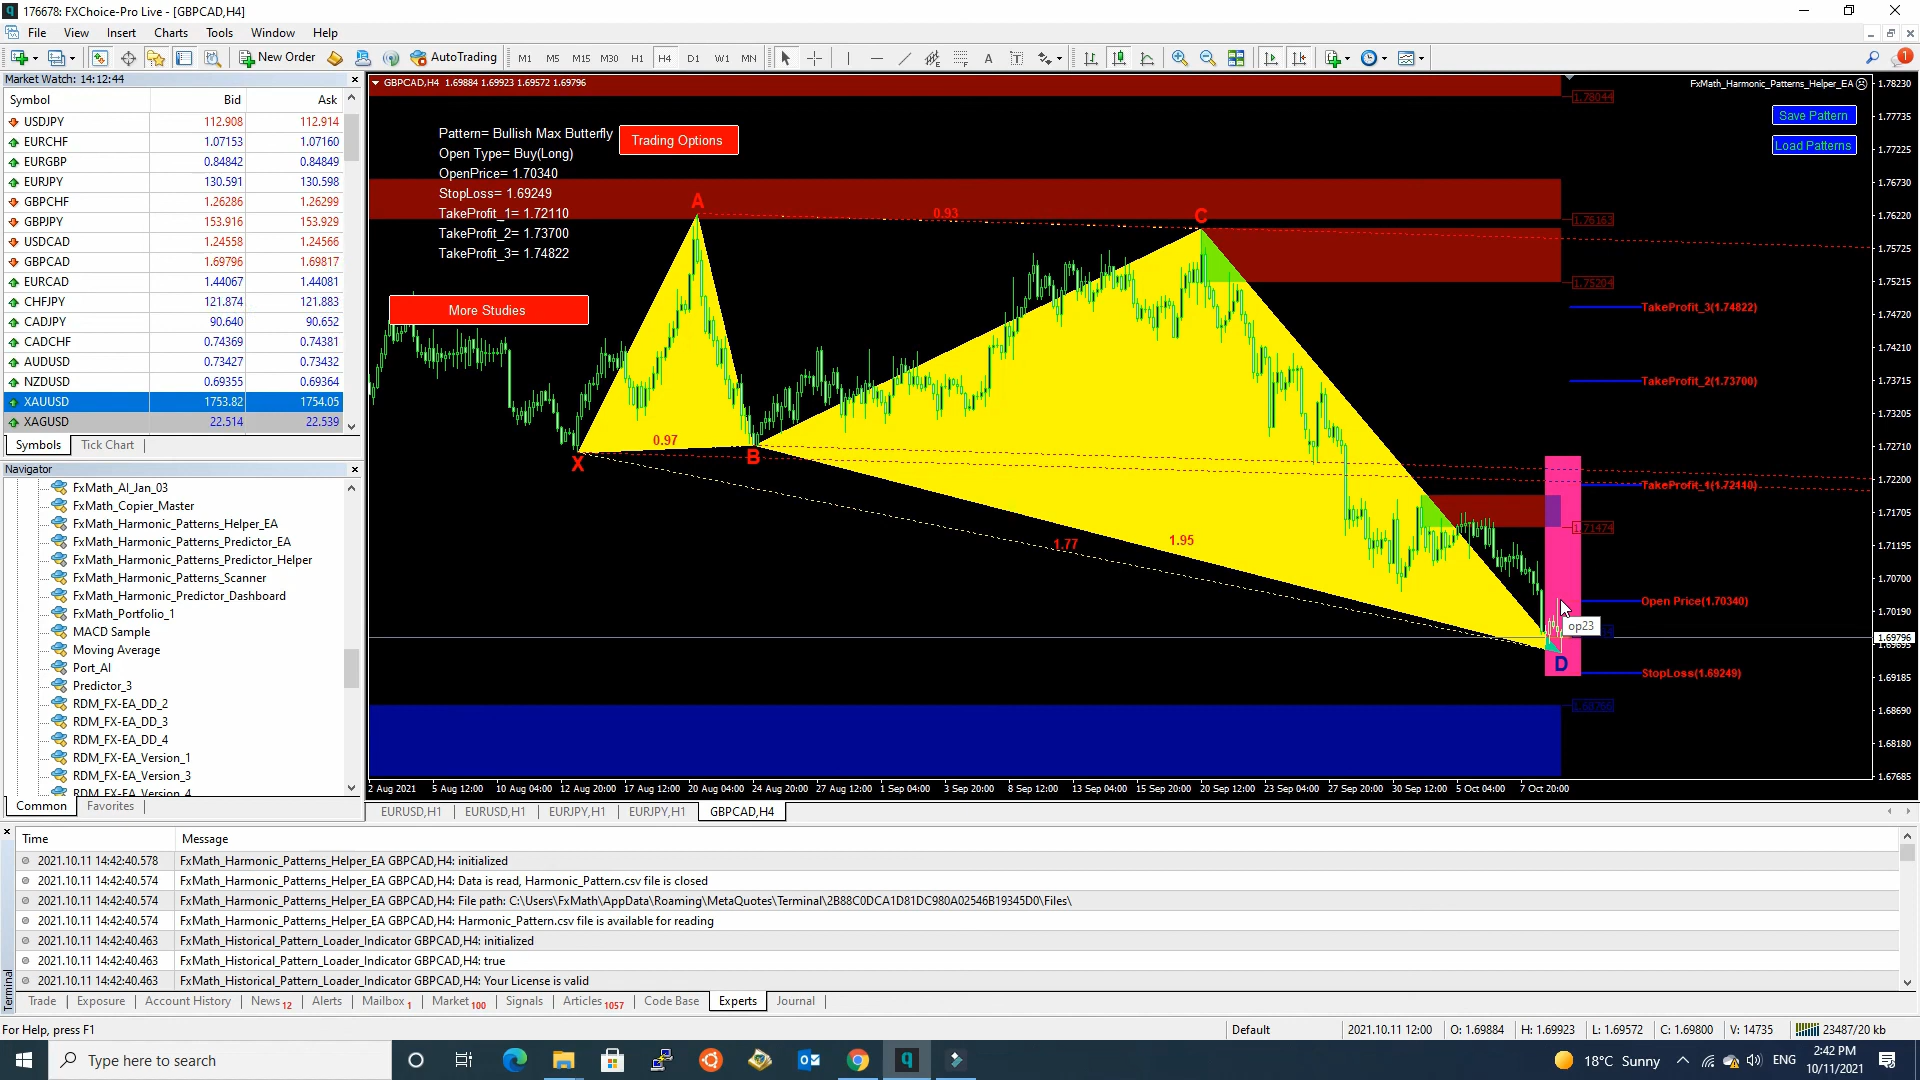 176678: FXChoice-Pro Live - [GBPCAD,H4]
File View Insert Charts Tools Window Help
New Order AutoTrading M1 M5 M15 M30 H1 H4 D1 W1 MN A T 1
Market Watch: 14:12:44
Symbol Bid Ask
USDJPY 112.908 112.914
EURCHF 1.07153 1.07160
EURGBP 0.84842 0.84849
EURJPY 130.591 130.598
GBPCHF 1.26286 1.26299
GBPJPY 153.916 153.929
USDCAD 1.24558 1.24566
GBPCAD 1.69796 1.69817
EURCAD 1.44067 1.44081
CHFJPY 121.874 121.883
CADJPY 90.640 90.652
CADCHF 0.74369 0.74381
AUDUSD 0.73427 0.73432
NZDUSD 0.69355 0.69364
XAUUSD 1753.82 1754.05
XAGUSD 22.514 22.539
Symbols Tick Chart
Navigator
FxMath_AI_Jan_03
FxMath_Copier_Master
FxMath_Harmonic_Patterns_Helper_EA
FxMath_Harmonic_Patterns_Predictor_EA
FxMath_Harmonic_Patterns_Predictor_Helper
FxMath_Harmonic_Patterns_Scanner
FxMath_Harmonic_Predictor_Dashboard
FxMath_Portfolio_1
MACD Sample
Moving Average
Port_AI
Predictor_3
RDM_FX-EA_DD_2
RDM_FX-EA_DD_3
RDM_FX-EA_DD_4
RDM_FX-EA_Version_1
RDM_FX-EA_Version_3
RDM_FX-EA_Version_4
Common Favorites
GBPCAD,H4 1.69884 1.69923 1.69572 1.69796
FxMath_Harmonic_Patterns_Helper_EA
Save Pattern
Load Patterns
Pattern= Bullish Max Butterfly
Trading Options
Open Type= Buy(Long)
OpenPrice= 1.70340
StopLoss= 1.69249
TakeProfit_1= 1.72110
TakeProfit_2= 1.73700
TakeProfit_3= 1.74822
More Studies
A
C
X
B
D
0.93
0.97
1.77
1.95
1.78044
1.76163
1.75204
1.71474
TakeProfit_3(1.74822)
TakeProfit_2(1.73700)
TakeProfit_1(1.72110)
Open Price(1.70340)
op23
StopLoss(1.69249)
1.78230
1.77735
1.77225
1.76730
1.76220
1.75725
1.75215
1.74720
1.74210
1.73715
1.73205
1.72710
1.72200
1.71705
1.71195
1.70700
1.70190
1.69796
1.69695
1.69185
1.68690
1.68180
1.67685
2 Aug 2021 5 Aug 12:00 10 Aug 04:00 12 Aug 20:00 17 Aug 12:00 20 Aug 04:00 24 Aug 20:00 27 Aug 12:00 1 Sep 04:00 3 Sep 20:00 8 Sep 12:00 13 Sep 04:00 15 Sep 20:00 20 Sep 12:00 23 Sep 04:00 27 Sep 20:00 30 Sep 12:00 5 Oct 04:00 7 Oct 20:00
EURUSD,H1 EURUSD,H1 EURJPY,H1 EURJPY,H1 GBPCAD,H4
Time Message
2021.10.11 14:42:40.578 FxMath_Harmonic_Patterns_Helper_EA GBPCAD,H4: initialized
2021.10.11 14:42:40.574 FxMath_Harmonic_Patterns_Helper_EA GBPCAD,H4: Data is read, Harmonic_Pattern.csv file is closed
2021.10.11 14:42:40.574 FxMath_Harmonic_Patterns_Helper_EA GBPCAD,H4: File path: C:\Users\FxMath\AppData\Roaming\MetaQuotes\Terminal\2B88C0DCA1D81DC980A02546B19345D0\Files\
2021.10.11 14:42:40.574 FxMath_Harmonic_Patterns_Helper_EA GBPCAD,H4: Harmonic_Pattern.csv file is available for reading
2021.10.11 14:42:40.463 FxMath_Historical_Pattern_Loader_Indicator GBPCAD,H4: initialized
2021.10.11 14:42:40.463 FxMath_Historical_Pattern_Loader_Indicator GBPCAD,H4: true
2021.10.11 14:42:40.463 FxMath_Historical_Pattern_Loader_Indicator GBPCAD,H4: Your License is valid
Terminal
Trade Exposure Account History News 12 Alerts Mailbox 1 Market 100 Signals Articles 1057 Code Base Experts Journal
For Help, press F1 Default 2021.10.11 12:00 O: 1.69884 H: 1.69923 L: 1.69572 C: 1.69800 V: 14735 23487/20 kb
Type here to search 18°C Sunny ENG 2:42 PM
10/11/2021